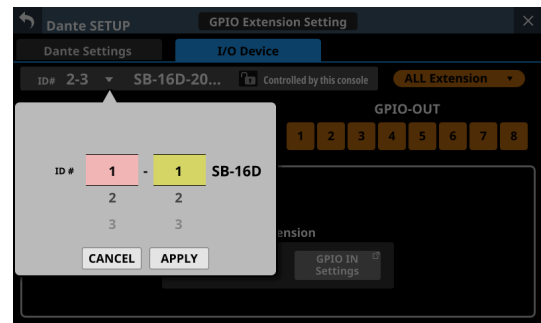 Dante SETUP
GPIO Extension Setting
Dante Settings
I/O Device
ID# 2-3 SB-16D-20... Controlled by this console ALL Extension
GPIO-OUT
1 2 3 4 5 6 7 8
ID # 1 - 1 SB-16D
2 2
3 3
ension
CANCEL APPLY
GPIO IN
Settings